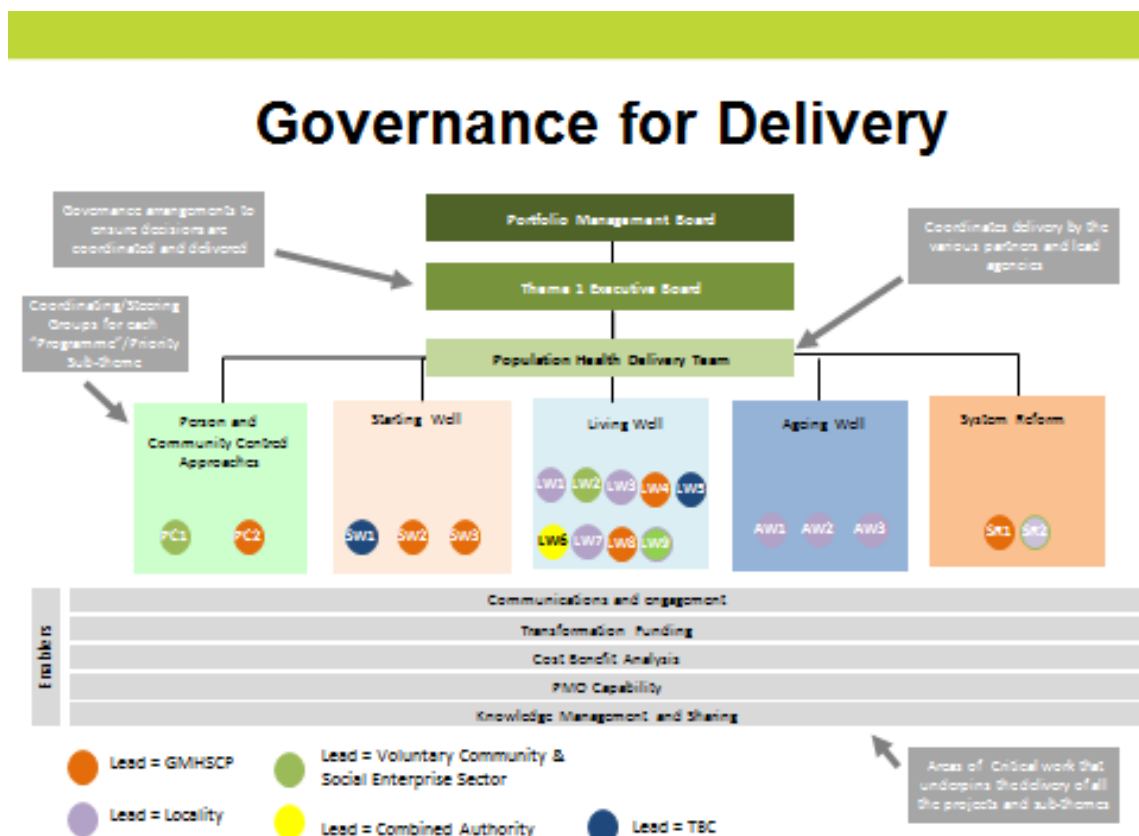 Governance for Delivery
Governance arrangements to
ensure decisions are
coordinated and delivered
Portfolio Management Board
Coordinates delivery by the
various partners and lead
agencies
Theme 1 Executive Board
Coordinating/Steering
Groups for each
"Programme"/Priority
Sub-theme
Population Health Delivery Team
Person and
Community Centred
Approaches
PC1 PC2
Starting Well
SW1 SW2 SW3
Living Well
LW1 LW2 LW3 LW4 LW5
LW6 LW7 LW8 LW9
Ageing Well
AW1 AW2 AW3
System Reform
SR1 SR2
Enablers
Communications and engagement
Transformation Funding
Cost Benefit Analysis
PMO Capability
Knowledge Management and Sharing
Lead = GMHSCP
Lead = Voluntary Community &
Social Enterprise Sector
Lead = Locality
Lead = Combined Authority
Lead = TBC
Areas of Critical work that
underpins the delivery of all
the projects and sub-themes